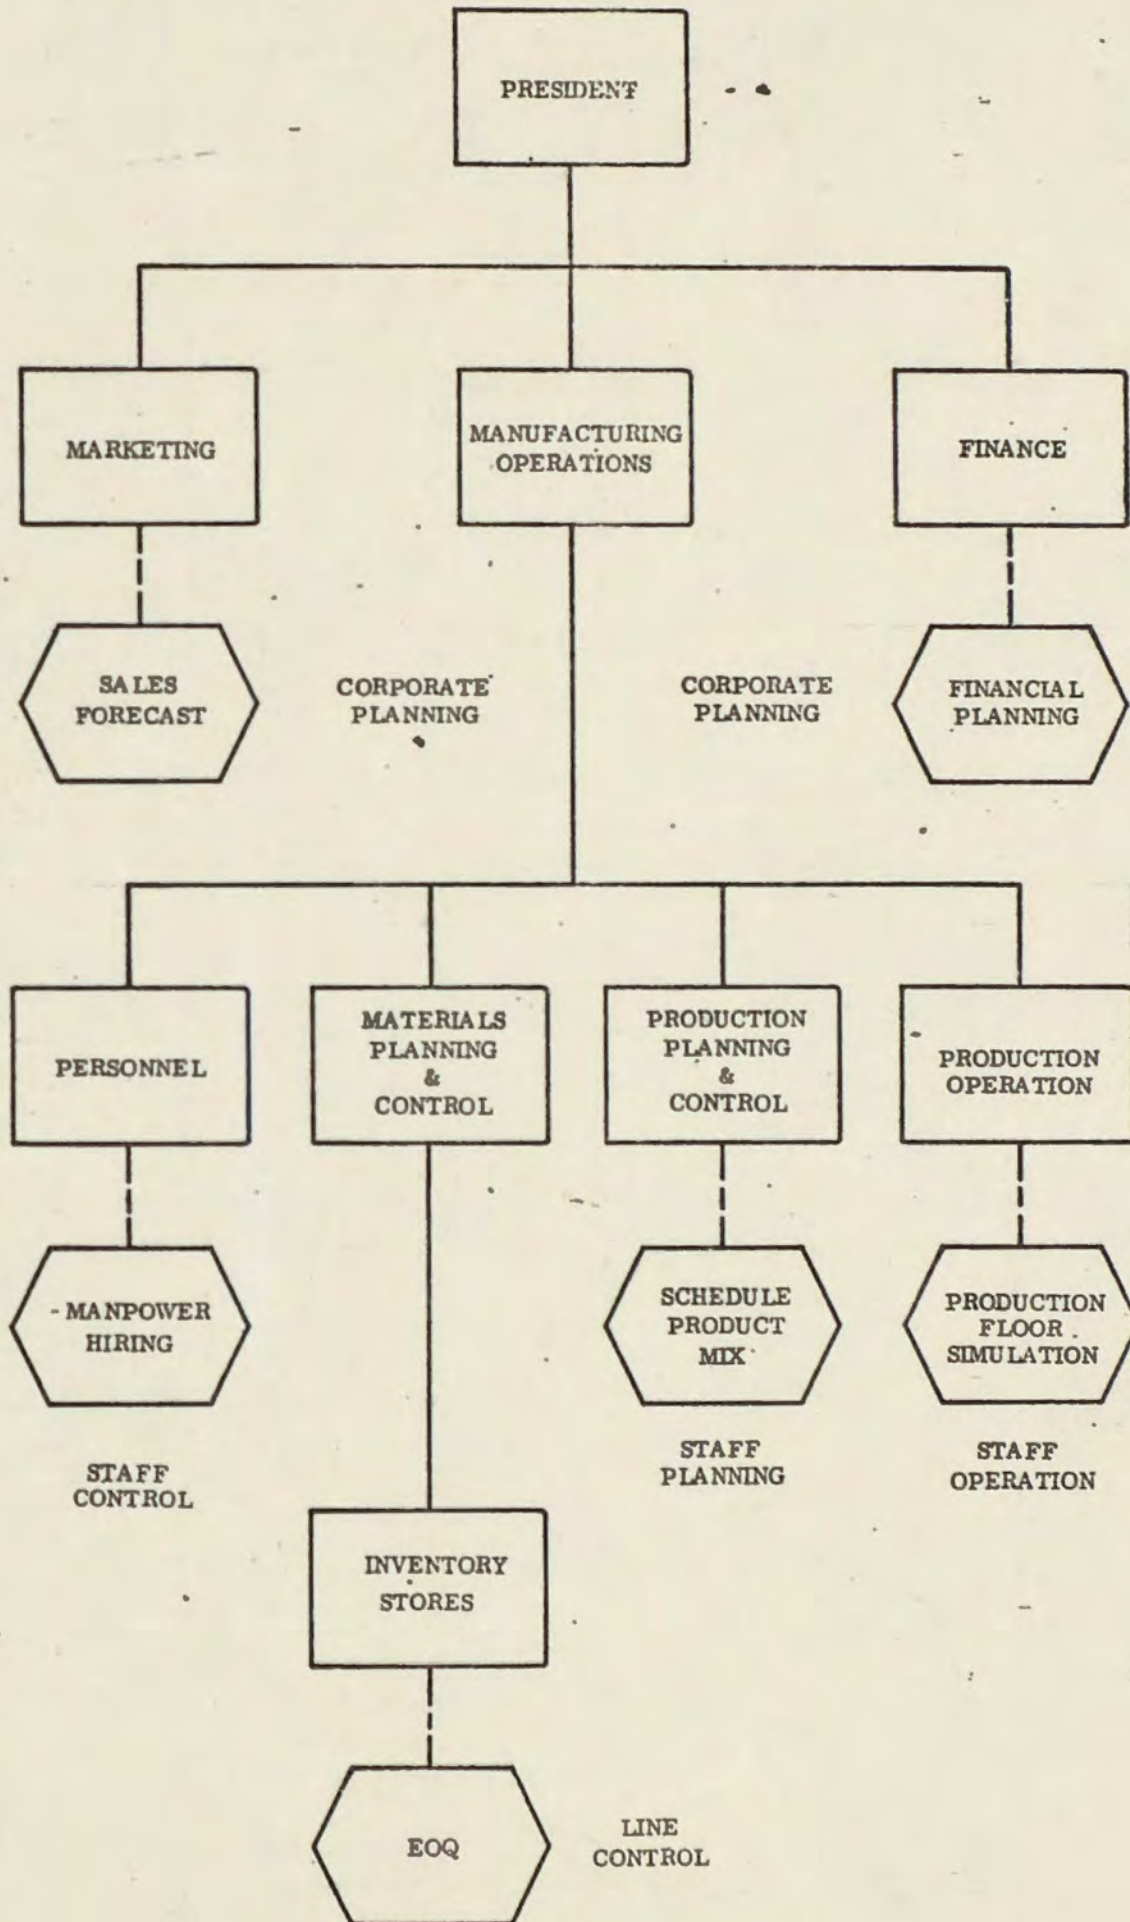 PRESIDENT
MARKETING
MANUFACTURING
OPERATIONS
FINANCE
SALES
FORECAST
CORPORATE
PLANNING
CORPORATE
PLANNING
FINANCIAL
PLANNING
PERSONNEL
MATERIALS
PLANNING
&
CONTROL
PRODUCTION
PLANNING
&
CONTROL
PRODUCTION
OPERATION
MANPOWER
HIRING
SCHEDULE
PRODUCT
MIX
PRODUCTION
FLOOR
SIMULATION
STAFF
CONTROL
STAFF
PLANNING
STAFF
OPERATION
INVENTORY
STORES
EOQ
LINE
CONTROL